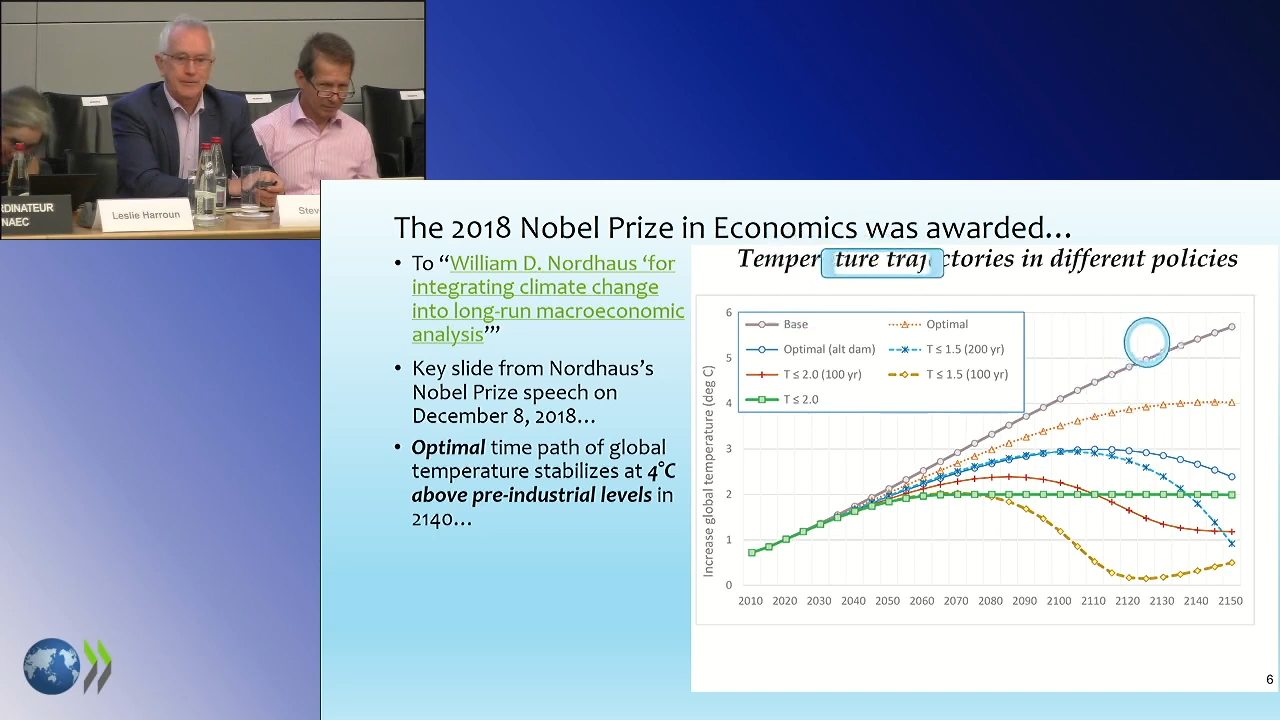 RDINATEUR
NAEC
Leslie Harroun
Stev
The 2018 Nobel Prize in Economics was awarded…
• To “William D. Nordhaus ‘for
integrating climate change
into long-run macroeconomic
analysis’”
• Key slide from Nordhaus’s
Nobel Prize speech on
December 8, 2018…
• Optimal time path of global
temperature stabilizes at 4°C
above pre-industrial levels in
2140…
Temperature trajectories in different policies
Increase global temperature (deg C)
6
5
4
3
2
1
0
Base
Optimal
Optimal (alt dam)
T ≤ 1.5 (200 yr)
T ≤ 2.0 (100 yr)
T ≤ 1.5 (100 yr)
T ≤ 2.0
2010 2020 2030 2040 2050 2060 2070 2080 2090 2100 2110 2120 2130 2140 2150
6